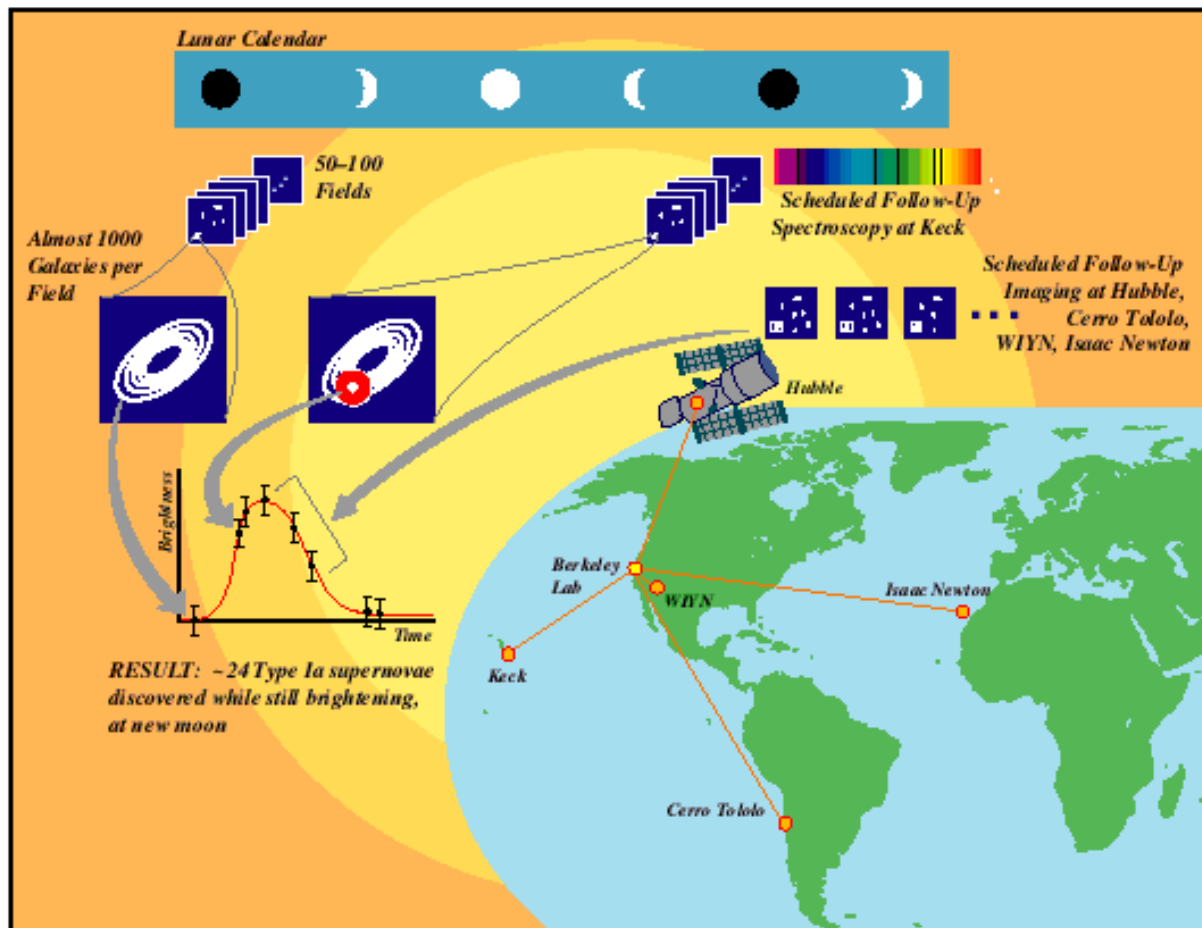 Lunar Calendar
50–100
Fields
Almost 1000
Galaxies per
Field
Scheduled Follow-Up
Spectroscopy at Keck
Scheduled Follow-Up
Imaging at Hubble,
Cerro Tololo,
WIYN, Isaac Newton
Hubble
Brightness
Time
RESULT: ~24 Type Ia supernovae
discovered while still brightening,
at new moon
Berkeley
Lab
WIYN
Isaac Newton
Keck
Cerro Tololo